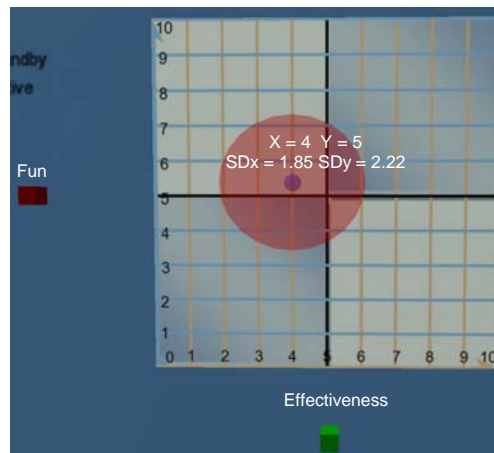 10
ndby
9
ive
8
7
X = 4 Y = 5
6
SDx = 1.85 SDy = 2.22
Fun
5
4
3
2
1
0 1 2 3 4 5 6 7 8 9 10
Effectiveness